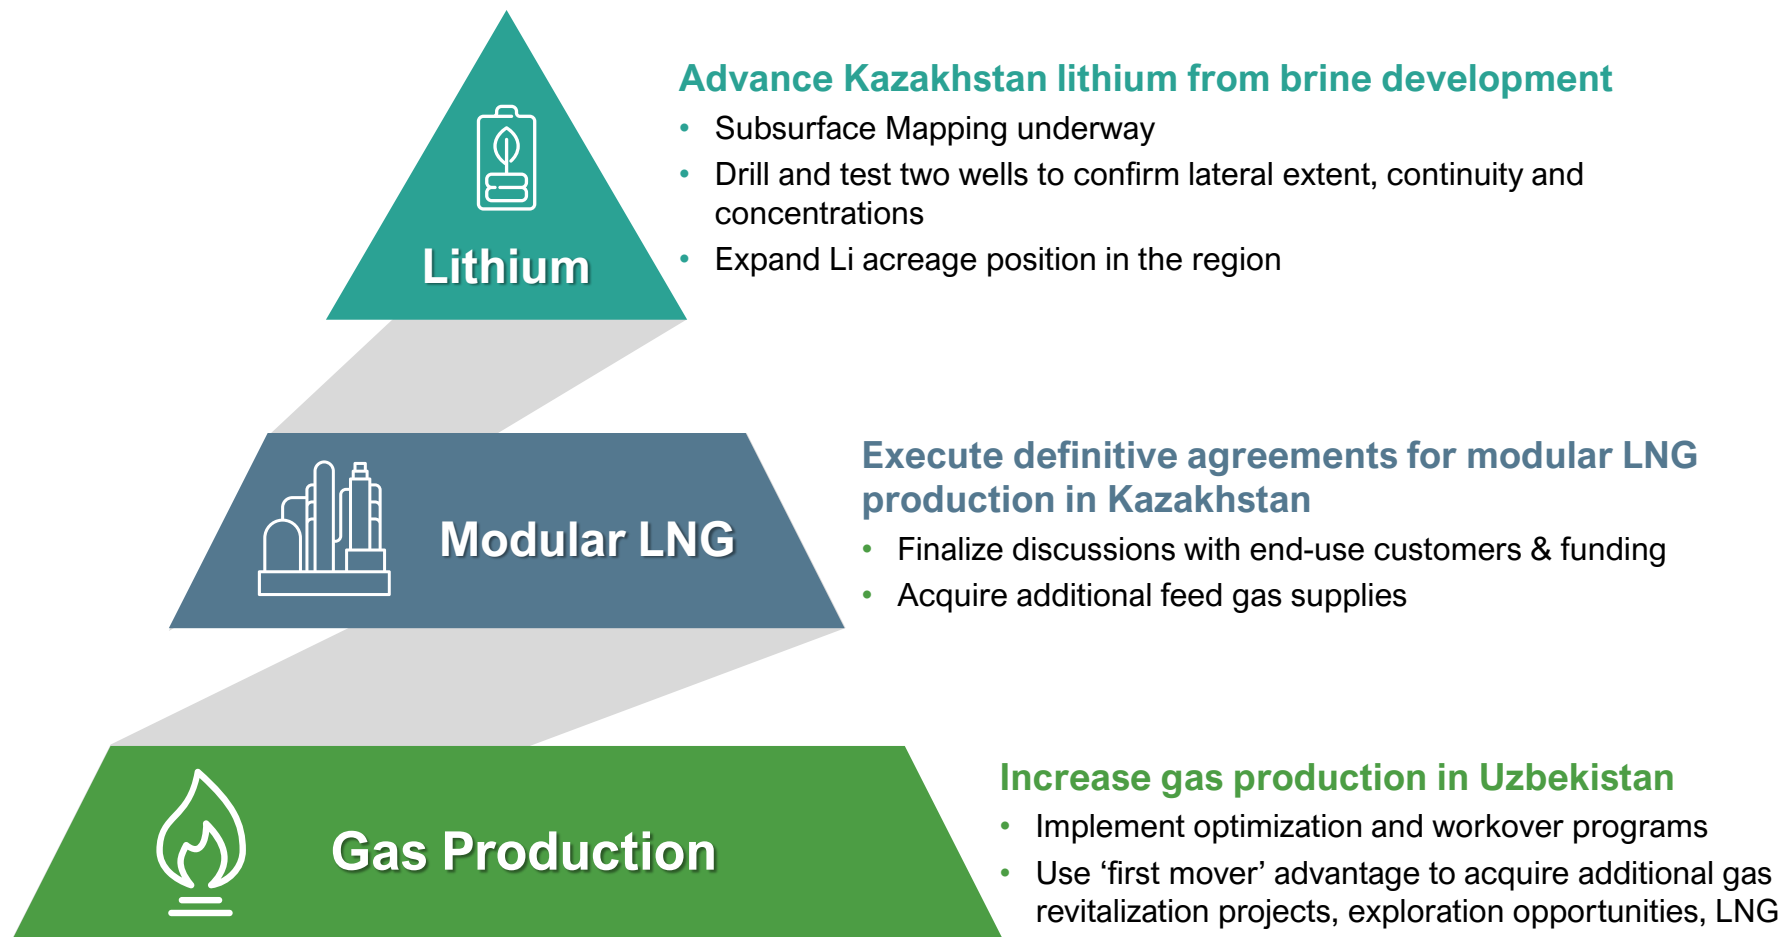 Advance Kazakhstan lithium from brine development
• Subsurface Mapping underway
• Drill and test two wells to confirm lateral extent, continuity and
concentrations
• Expand Li acreage position in the region
Lithium
Execute definitive agreements for modular LNG
production in Kazakhstan
• Finalize discussions with end-use customers & funding
• Acquire additional feed gas supplies
Modular LNG
Increase gas production in Uzbekistan
• Implement optimization and workover programs
• Use ‘first mover’ advantage to acquire additional gas
revitalization projects, exploration opportunities, LNG
Gas Production